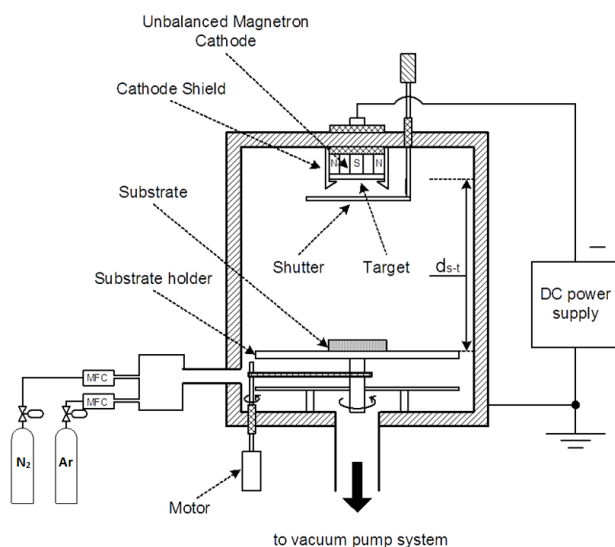 Unbalanced Magnetron
Cathode
Cathode Shield
N S N
Substrate
Shutter
Target
ds-t
Substrate holder
DC power
supply
MFC
MFC
N2
Ar
Motor
to vacuum pump system